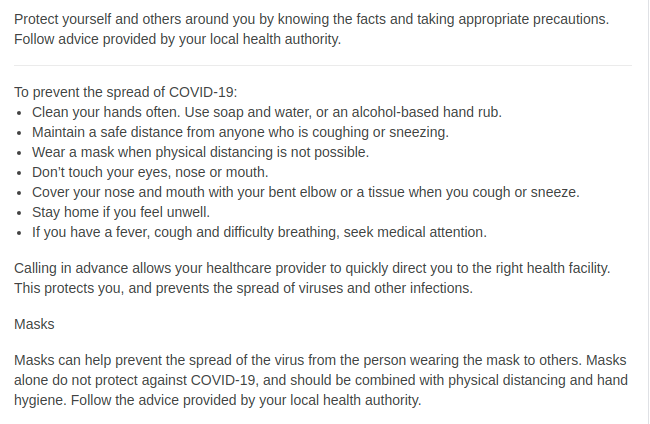 Protect yourself and others around you by knowing the facts and taking appropriate precautions.
Follow advice provided by your local health authority.
To prevent the spread of COVID-19:
• Clean your hands often. Use soap and water, or an alcohol-based hand rub.
• Maintain a safe distance from anyone who is coughing or sneezing.
• Wear a mask when physical distancing is not possible.
• Don’t touch your eyes, nose or mouth.
• Cover your nose and mouth with your bent elbow or a tissue when you cough or sneeze.
• Stay home if you feel unwell.
• If you have a fever, cough and difficulty breathing, seek medical attention.
Calling in advance allows your healthcare provider to quickly direct you to the right health facility.
This protects you, and prevents the spread of viruses and other infections.
Masks
Masks can help prevent the spread of the virus from the person wearing the mask to others. Masks
alone do not protect against COVID-19, and should be combined with physical distancing and hand
hygiene. Follow the advice provided by your local health authority.